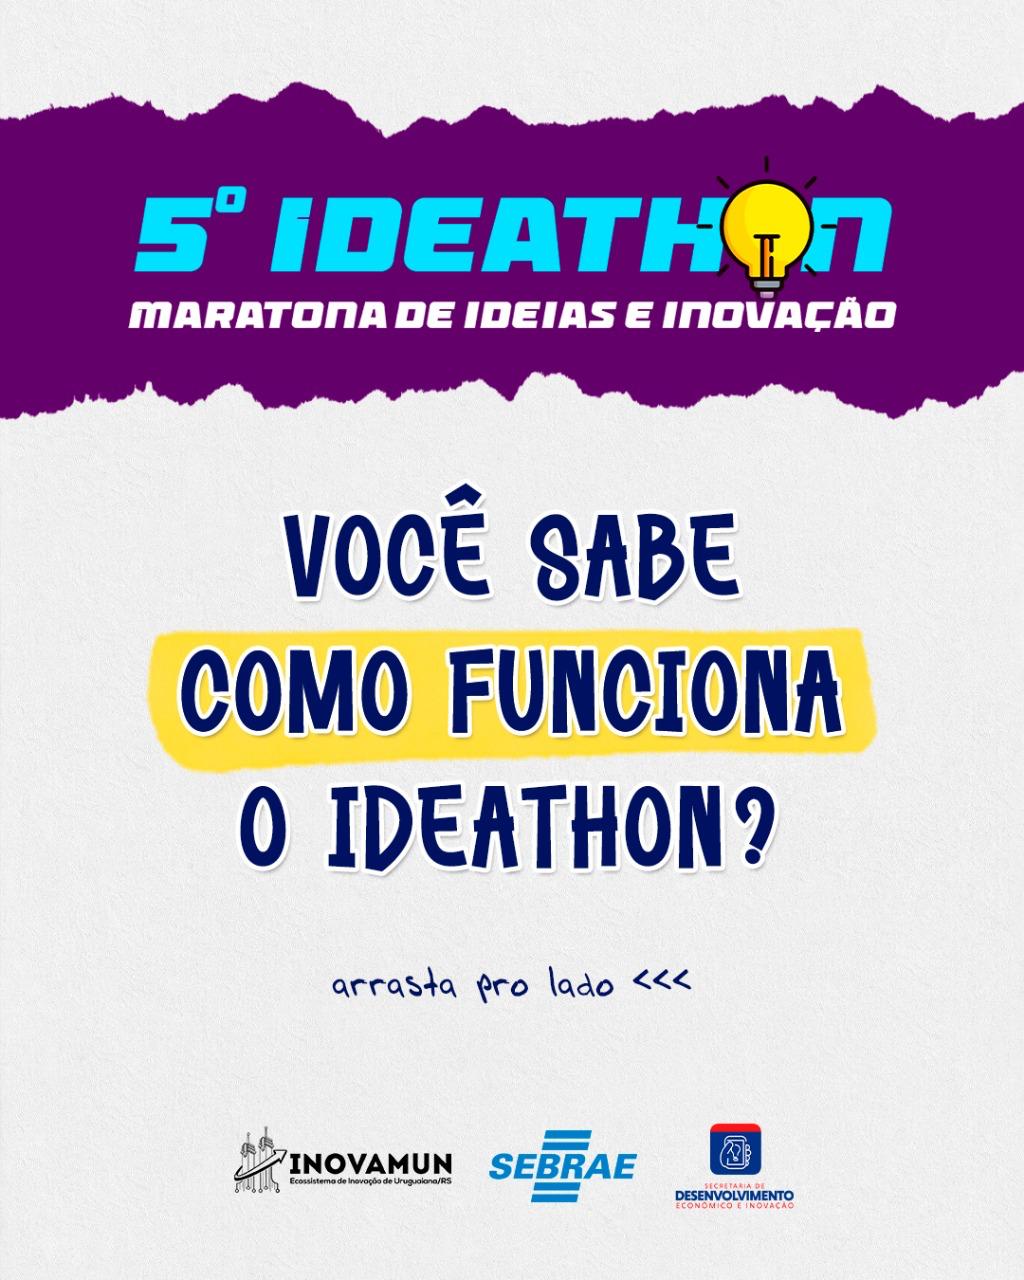 5º IDEATHON
MARATONA DE IDEIAS E INOVAÇÃO
VOCÊ SABE
COMO FUNCIONA
O IDEATHON?
arrasta pro lado <<<
INOVAMUN
Ecossistema de Inovação de Uruguaiana/RS
SEBRAE
SECRETARIA DE
DESENVOLVIMENTO
ECONÔMICO E INOVAÇÃO